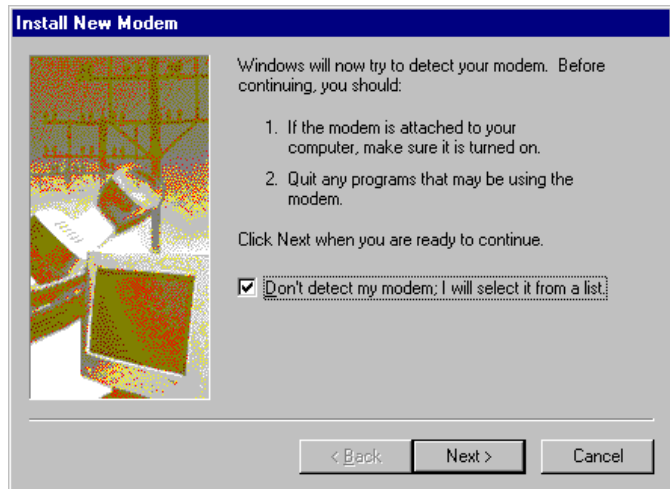 Install New Modem
Windows will now try to detect your modem. Before
continuing, you should:
1. If the modem is attached to your
computer, make sure it is turned on.
2. Quit any programs that may be using the
modem.
Click Next when you are ready to continue.
Don't detect my modem; I will select it from a list.
< Back
Next >
Cancel